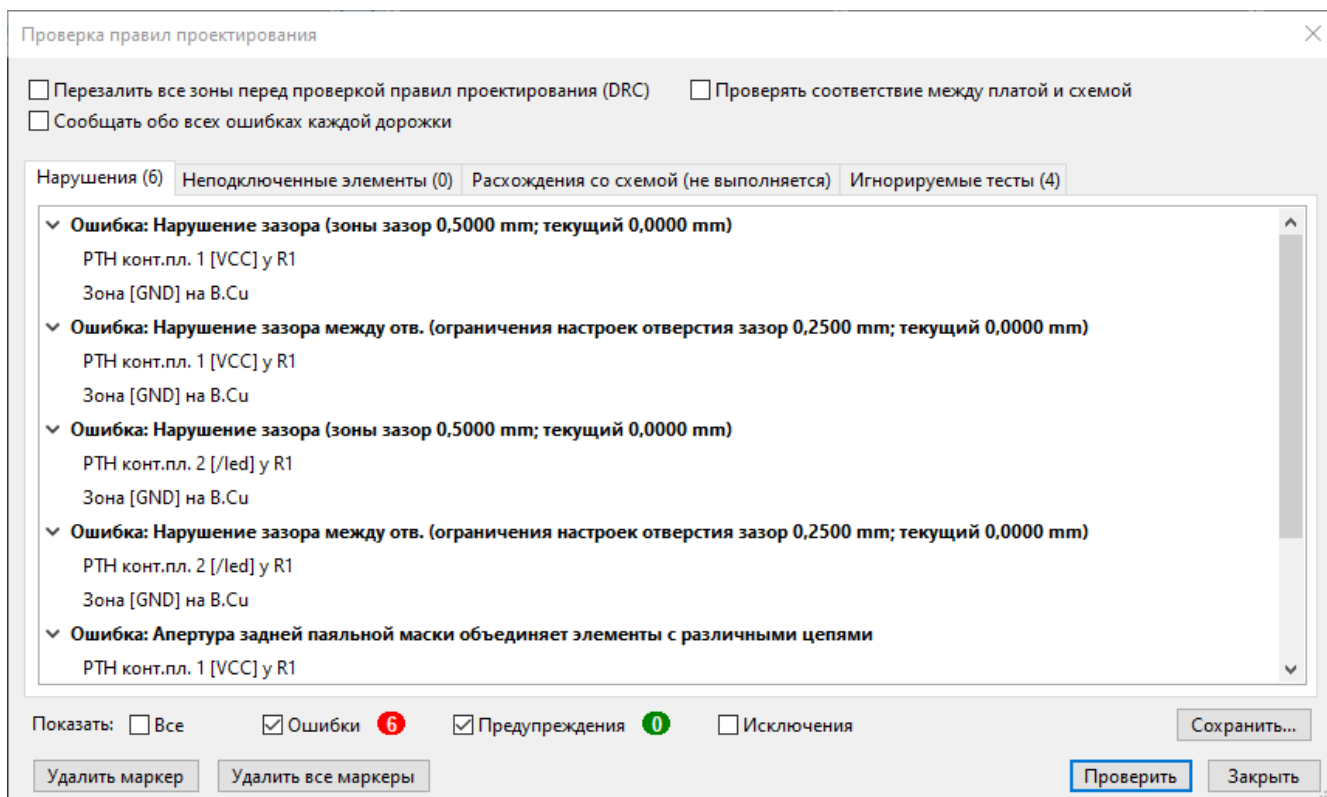 Проверка правил проектирования
Перезалить все зоны перед проверкой правил проектирования (DRC) Проверять соответствие между платой и схемой
Сообщать обо всех ошибках каждой дорожки
Нарушения (6) Неподключенные элементы (0) Расхождения со схемой (не выполняется) Игнорируемые тесты (4)
Ошибка: Нарушение зазора (зоны зазор 0,5000 mm; текущий 0,0000 mm)
PTH конт.пл. 1 [VCC] у R1
Зона [GND] на B.Cu
Ошибка: Нарушение зазора между отв. (ограничения настроек отверстия зазор 0,2500 mm; текущий 0,0000 mm)
PTH конт.пл. 1 [VCC] у R1
Зона [GND] на B.Cu
Ошибка: Нарушение зазора (зоны зазор 0,5000 mm; текущий 0,0000 mm)
PTH конт.пл. 2 [/led] у R1
Зона [GND] на B.Cu
Ошибка: Нарушение зазора между отв. (ограничения настроек отверстия зазор 0,2500 mm; текущий 0,0000 mm)
PTH конт.пл. 2 [/led] у R1
Зона [GND] на B.Cu
Ошибка: Апертура задней паяльной маски объединяет элементы с различными цепями
PTH конт.пл. 1 [VCC] у R1
Показать: Все Ошибки 6 Предупреждения 0 Исключения Сохранить...
Удалить маркер Удалить все маркеры Проверить Закрыть